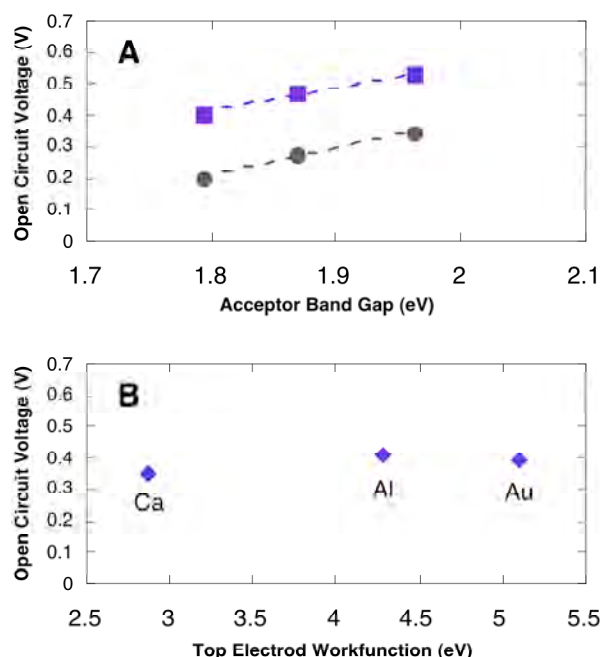 0.7
A
0.6
0.5
0.4
0.3
0.2
0.1
0
Open Circuit Voltage (V)
1.7 1.8 1.9 2 2.1
Acceptor Band Gap (eV)
0.7
B
0.6
0.5
0.4
0.3
0.2
0.1
0
Open Circuit Voltage (V)
Ca Al Au
2.5 3 3.5 4 4.5 5 5.5
Top Electrod Workfunction (eV)